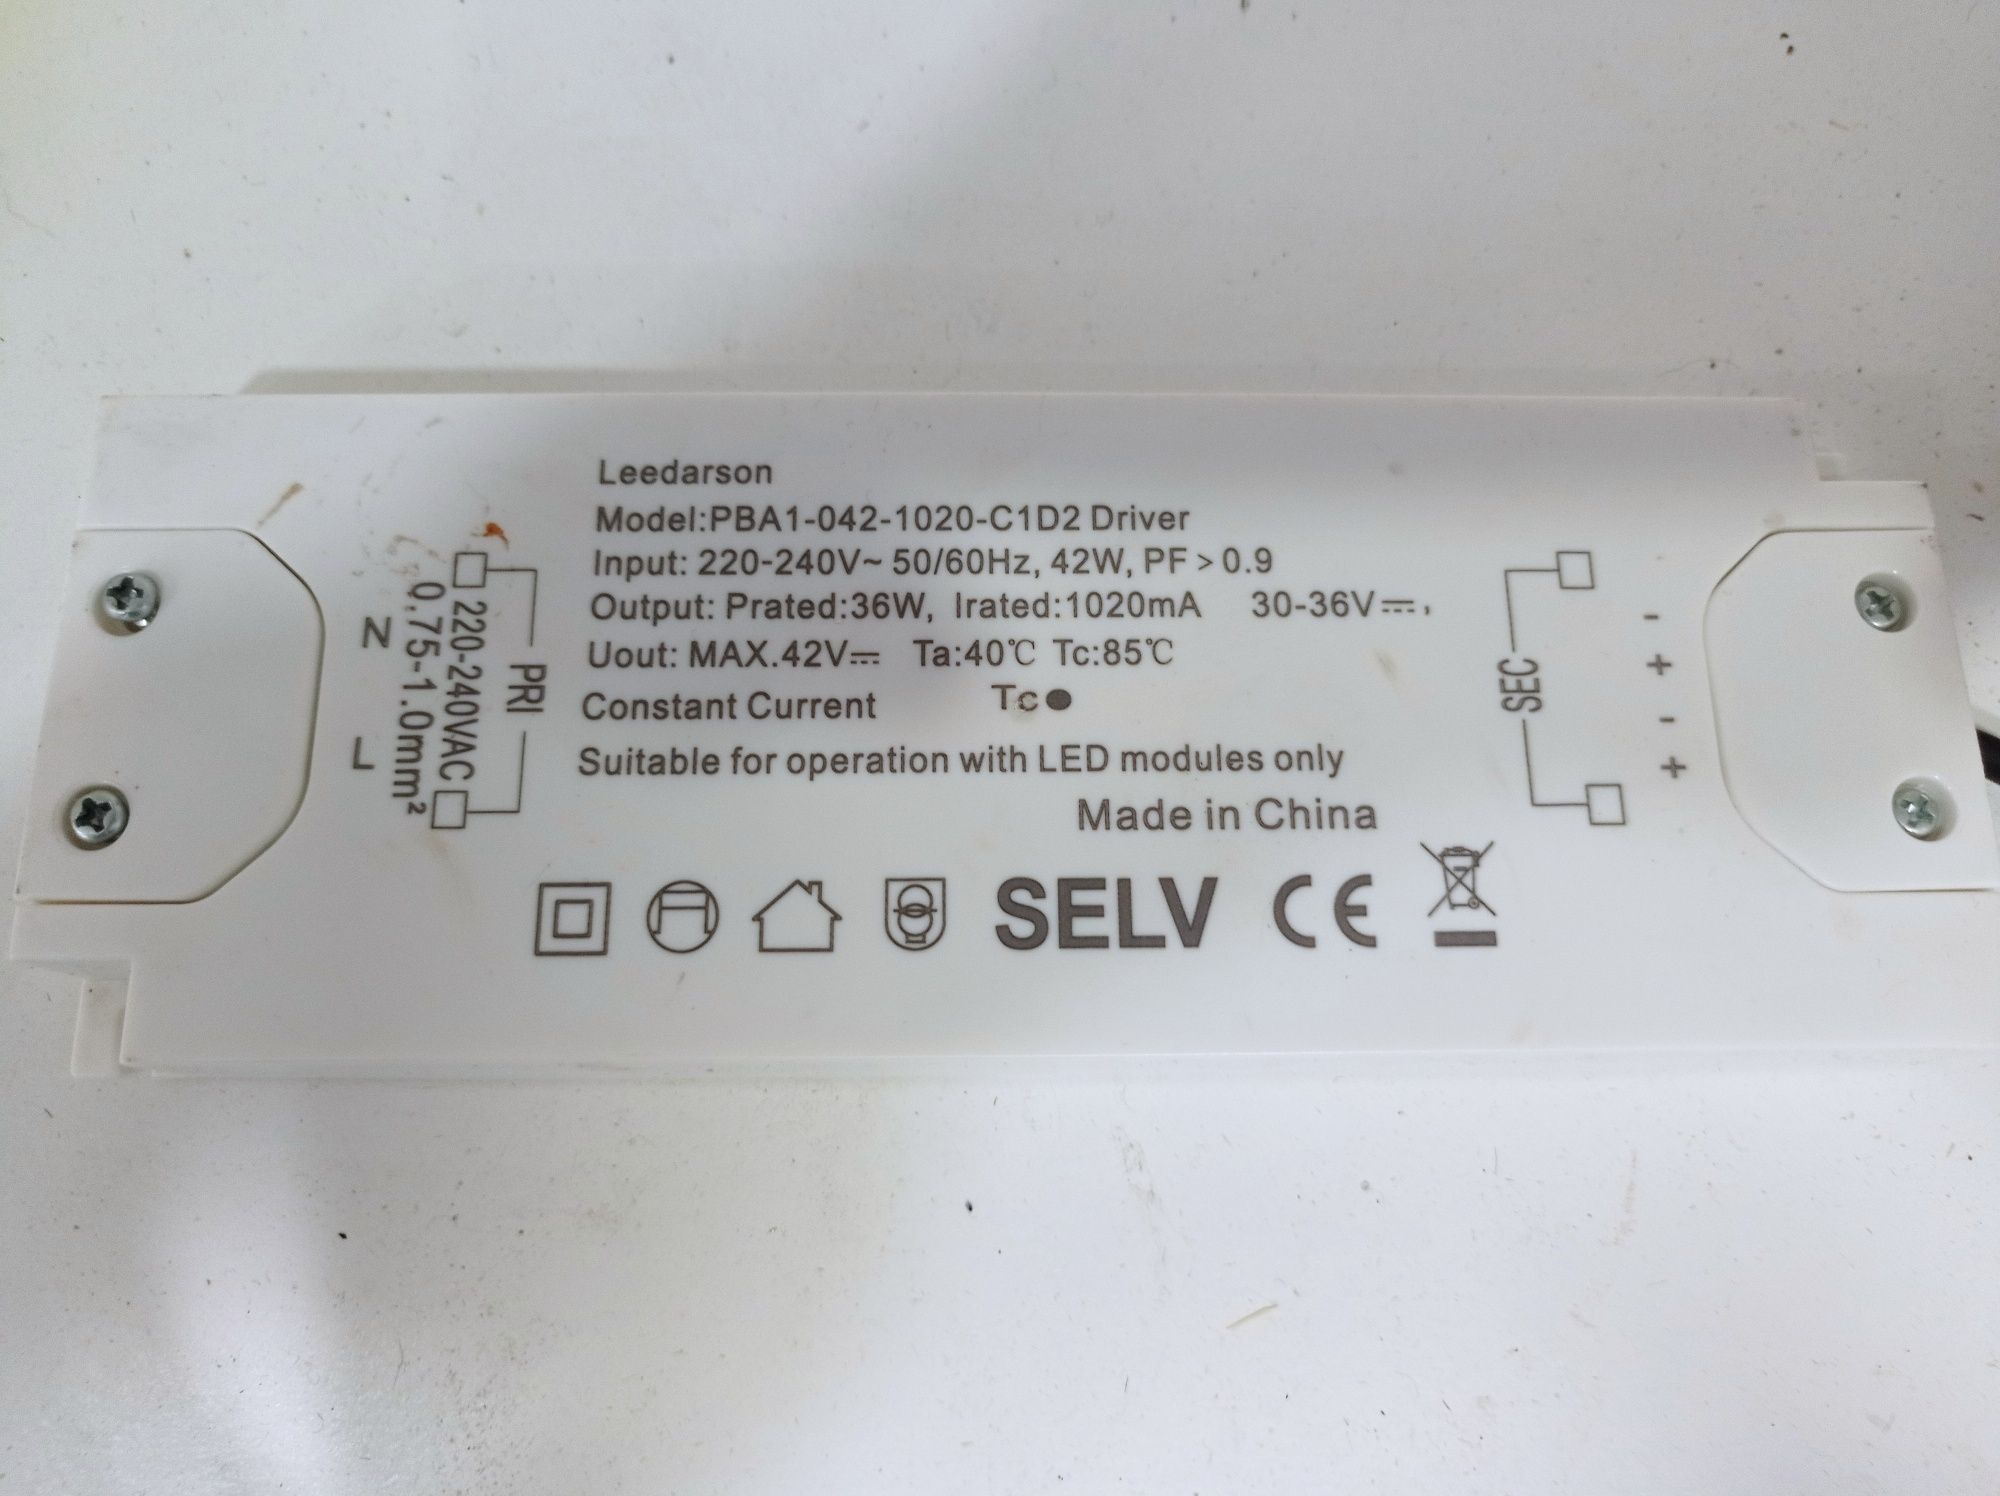 Leedarson
Model:PBA1-042-1020-C1D2 Driver
Input: 220-240V~ 50/60Hz, 42W, PF > 0.9
Output: Prated:36W, Irated:1020mA 30-36V⎓,
Uout: MAX.42V⎓ Ta:40℃ Tc:85℃
Constant Current Tc●
Suitable for operation with LED modules only
Made in China
SELV CE
PRI
220-240VAC
0.75-1.0mm²
N L
SEC
- + - +